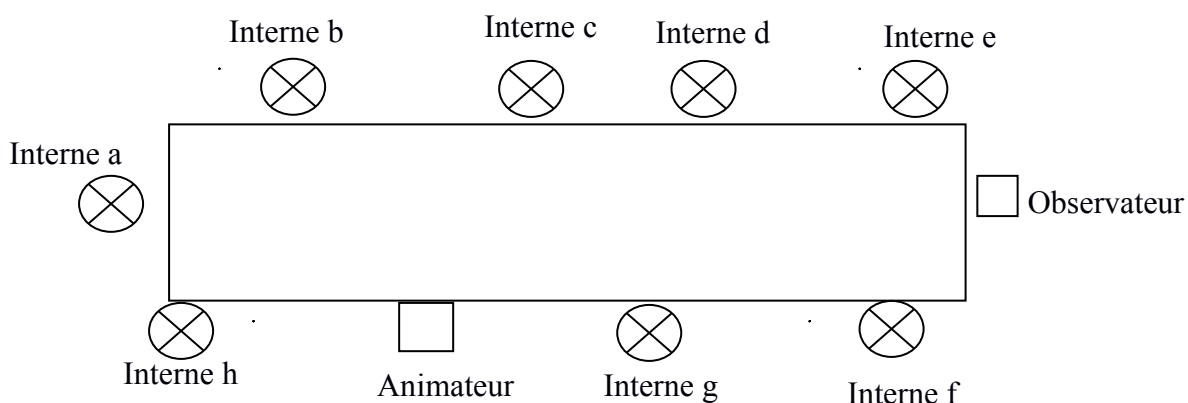 Interne b
Interne c
Interne d
Interne e
Interne a
Observateur
Interne h
Animateur
Interne g
Interne f